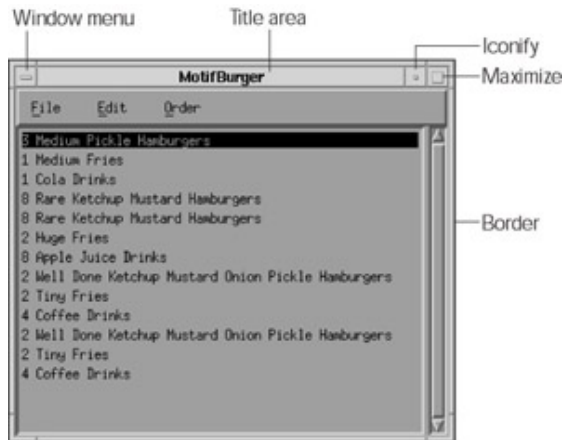 Window menu
Title area
Iconify
MotifBurger
Maximize
File Edit Order
3 Medium Pickle Hamburgers
1 Medium Fries
1 Cola Drinks
8 Rare Ketchup Mustard Hamburgers
8 Rare Ketchup Mustard Hamburgers
Border
2 Huge Fries
8 Apple Juice Drinks
2 Well Done Ketchup Mustard Onion Pickle Hamburgers
2 Tiny Fries
4 Coffee Drinks
2 Well Done Ketchup Mustard Onion Pickle Hamburgers
2 Tiny Fries
4 Coffee Drinks